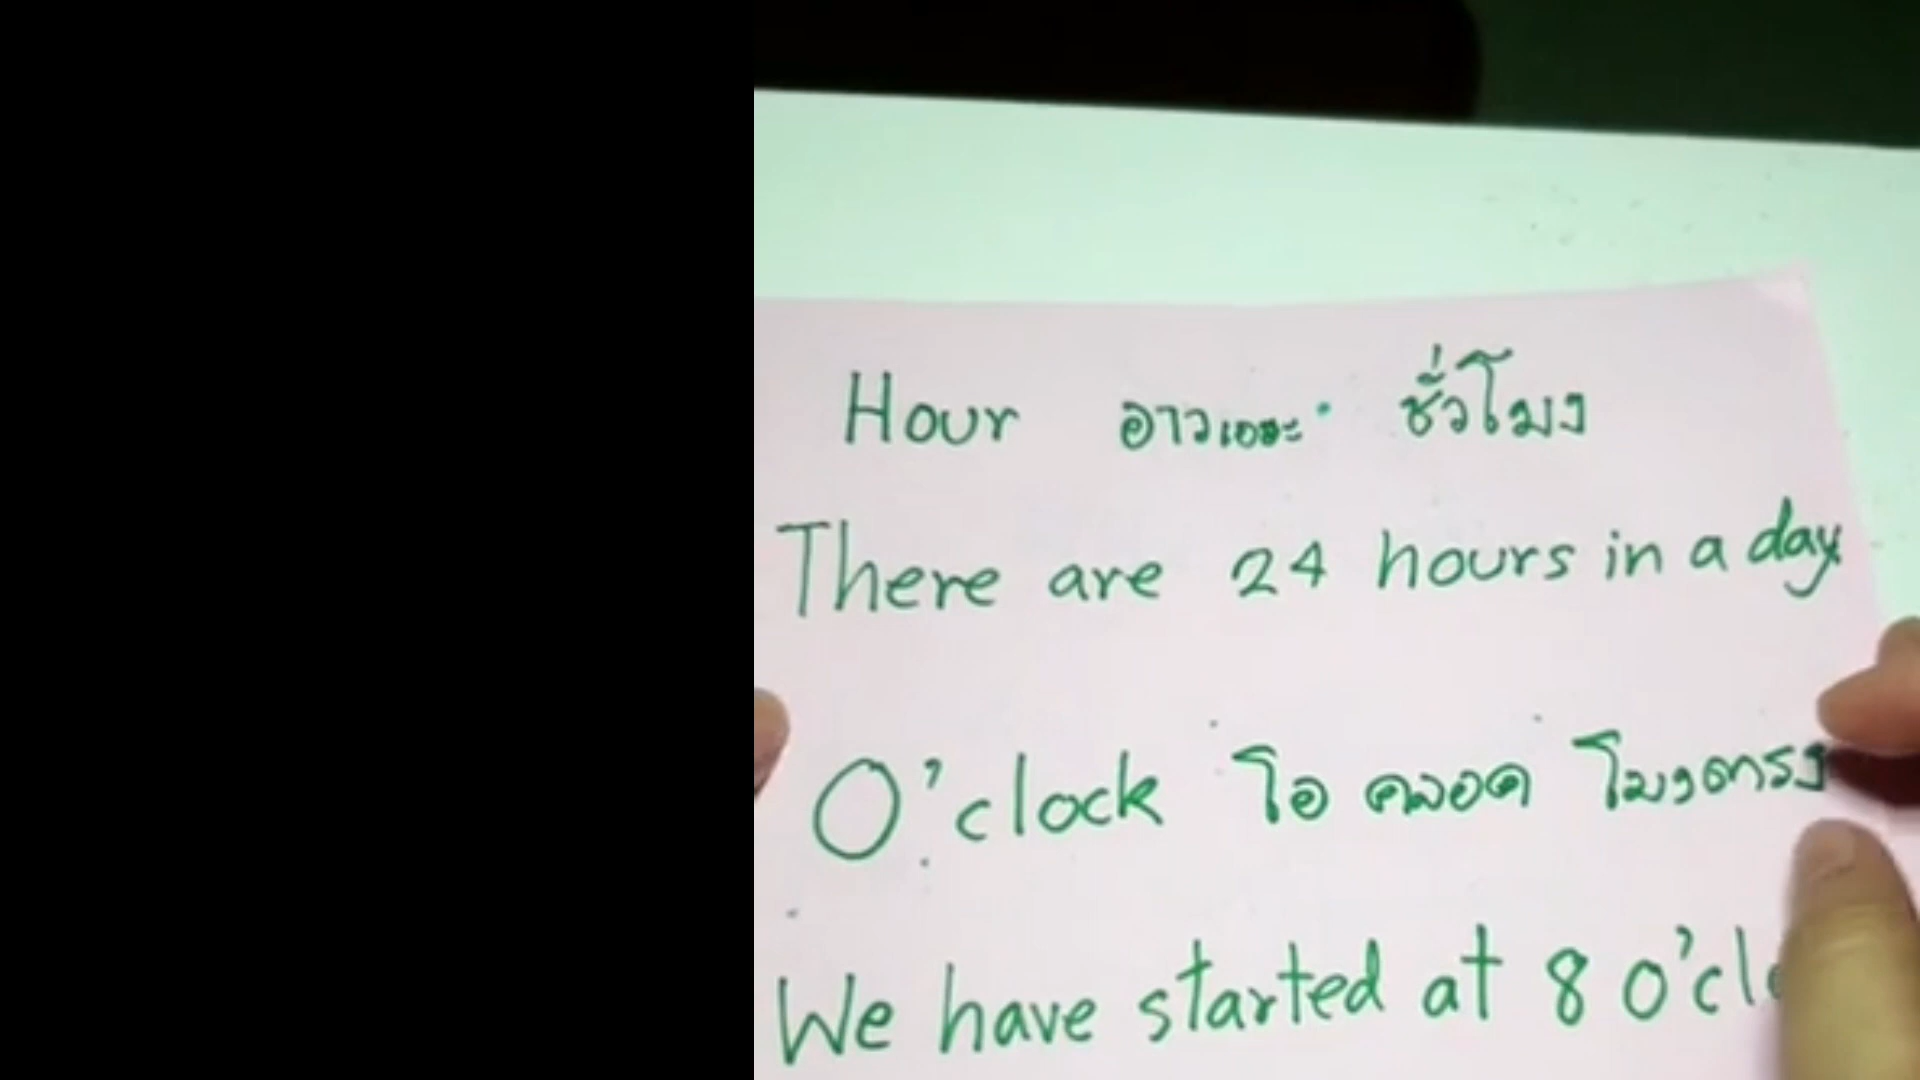 Hour อาวเออะ ชั่วโมง
There are 24 hours in a day.
O'clock โอ คลอค โมงตรง
We have started at 8 o'clo